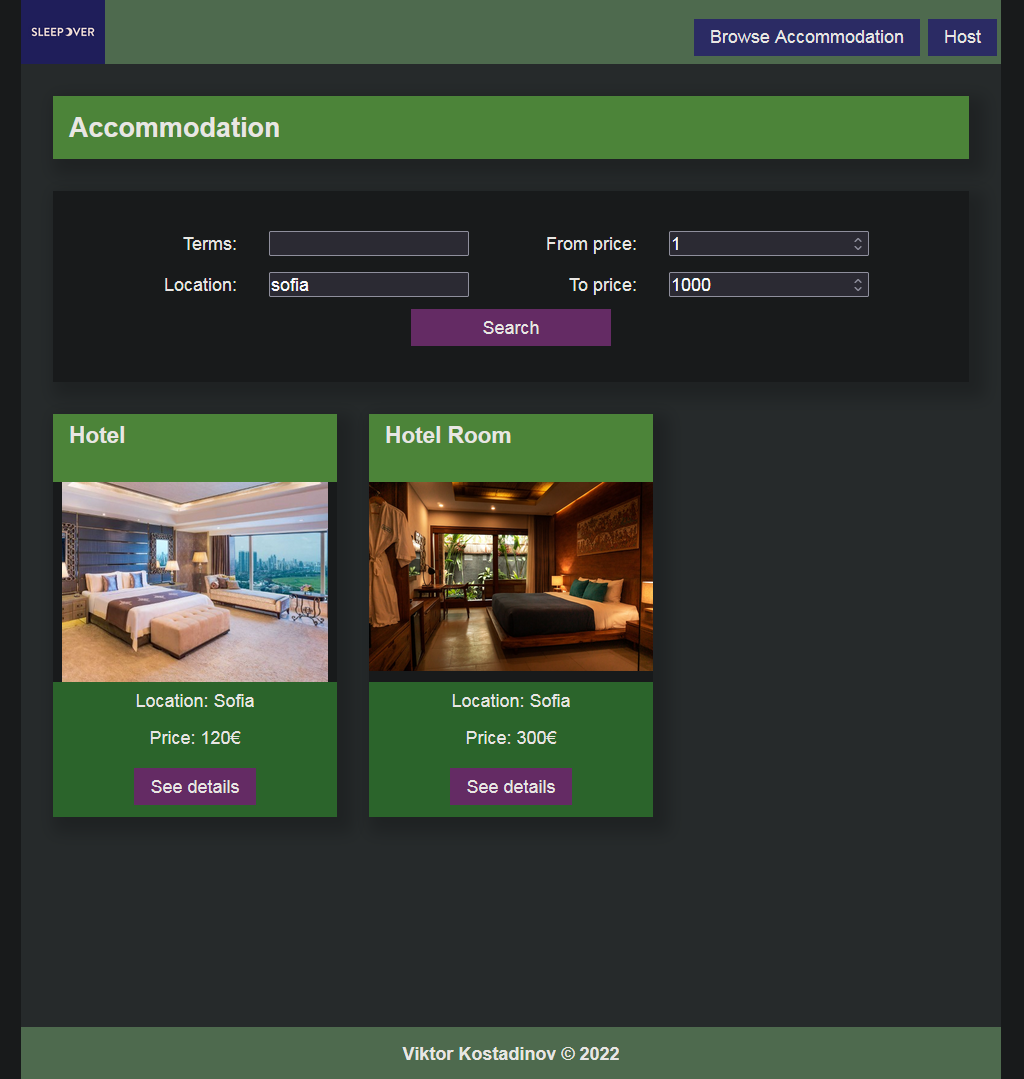 SLEEPOVER
Browse Accommodation Host
Accommodation
Terms: From price: 1
Location: sofia To price: 1000
Search
Hotel
Location: Sofia
Price: 120€
See details
Hotel Room
Location: Sofia
Price: 300€
See details
Viktor Kostadinov © 2022